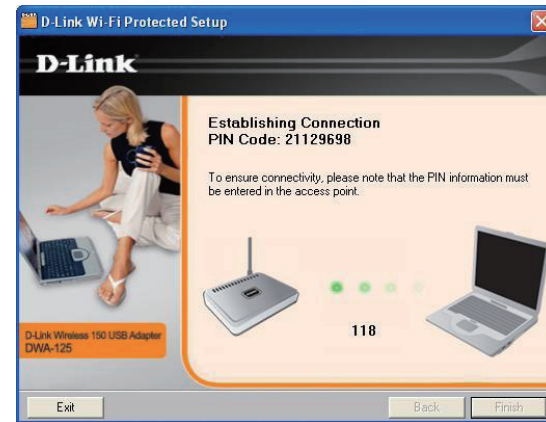 D-Link Wi-Fi Protected Setup
D-Link
Establishing Connection
PIN Code: 21129698
To ensure connectivity, please note that the PIN information must
be entered in the access point.
118
D-Link Wireless 150 USB Adapter
DWA-125
Exit
Back
Finish